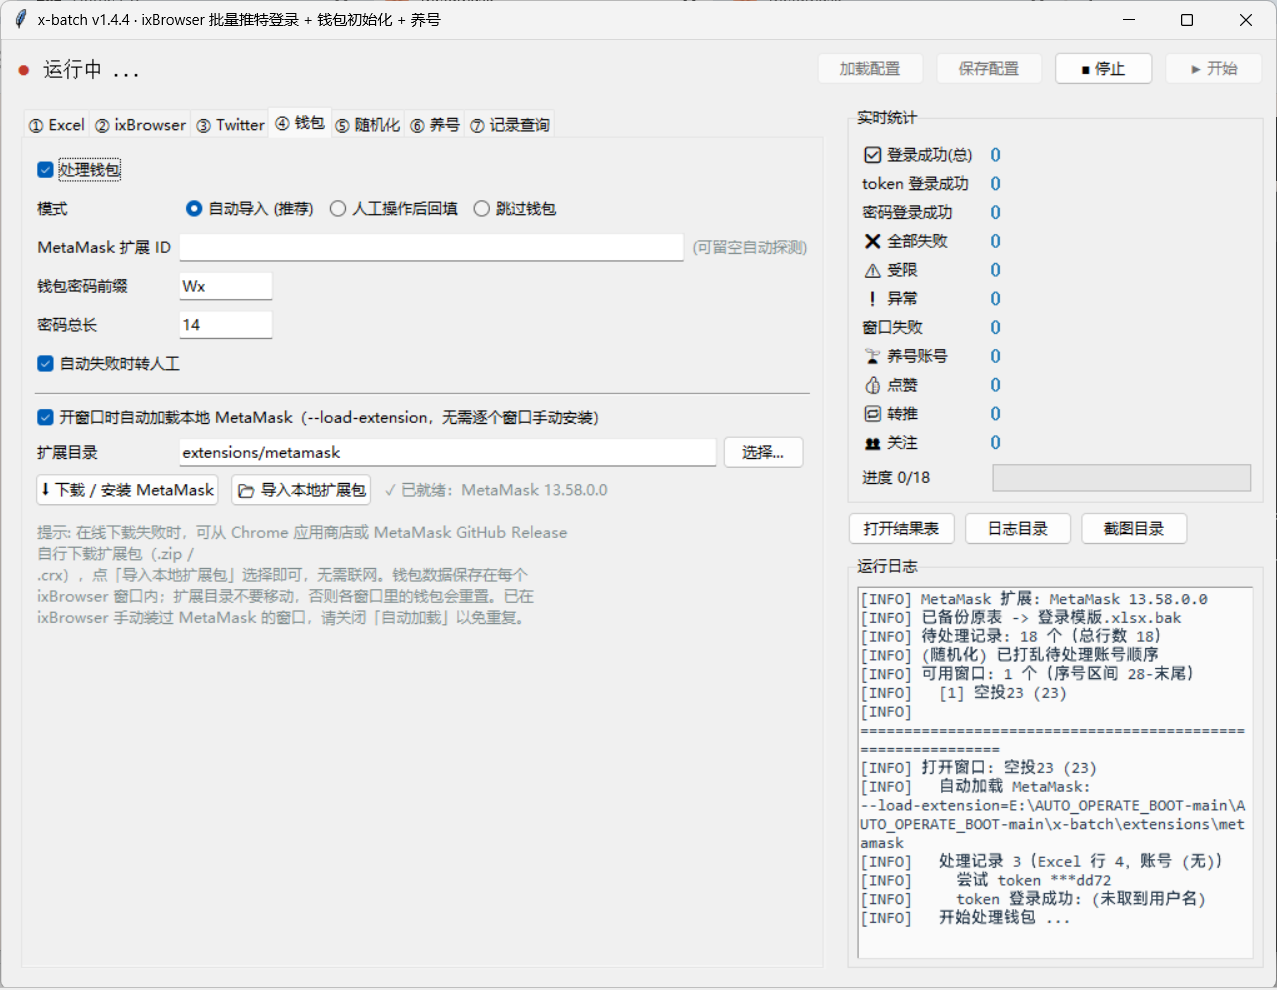 x-batch v1.4.4 · ixBrowser 批量推特登录 + 钱包初始化 + 养号
运行中 ...
加载配置
保存配置
■ 停止
▶ 开始
① Excel
② ixBrowser
③ Twitter
④ 钱包
⑤ 随机化
⑥ 养号
⑦ 记录查询
处理钱包
模式
自动导入 (推荐)
人工操作后回填
跳过钱包
MetaMask 扩展 ID
(可留空自动探测)
钱包密码前缀
Wx
密码总长
14
自动失败时转人工
开窗口时自动加载本地 MetaMask（--load-extension，无需逐个窗口手动安装）
扩展目录
extensions/metamask
选择...
⬇下载 / 安装 MetaMask
导入本地扩展包
✓ 已就绪：MetaMask 13.58.0.0
提示: 在线下载失败时，可从 Chrome 应用商店或 MetaMask GitHub Release
自行下载扩展包（.zip /
.crx），点「导入本地扩展包」选择即可，无需联网。钱包数据保存在每个
ixBrowser 窗口内；扩展目录不要移动，否则各窗口里的钱包会重置。已在
ixBrowser 手动装过 MetaMask 的窗口，请关闭「自动加载」以免重复。
实时统计
登录成功(总) 0
token 登录成功 0
密码登录成功 0
全部失败 0
受限 0
异常 0
窗口失败 0
养号账号 0
点赞 0
转推 0
关注 0
进度 0/18
打开结果表
日志目录
截图目录
运行日志
[INFO] MetaMask 扩展: MetaMask 13.58.0.0
[INFO] 已备份原表 -> 登录模版.xlsx.bak
[INFO] 待处理记录: 18 个（总行数 18）
[INFO] (随机化) 已打乱待处理账号顺序
[INFO] 可用窗口: 1 个（序号区间 28-末尾）
[INFO] [1] 空投23 (23)
[INFO]
============================================
================
[INFO] 打开窗口: 空投23 (23)
[INFO] 自动加载 MetaMask:
--load-extension=E:\AUTO_OPERATE_BOOT-main\A
UTO_OPERATE_BOOT-main\x-batch\extensions\met
amask
[INFO] 处理记录 3（Excel 行 4, 账号 (无)）
[INFO] 尝试 token ***dd72
[INFO] token 登录成功: (未取到用户名)
[INFO] 开始处理钱包 ...